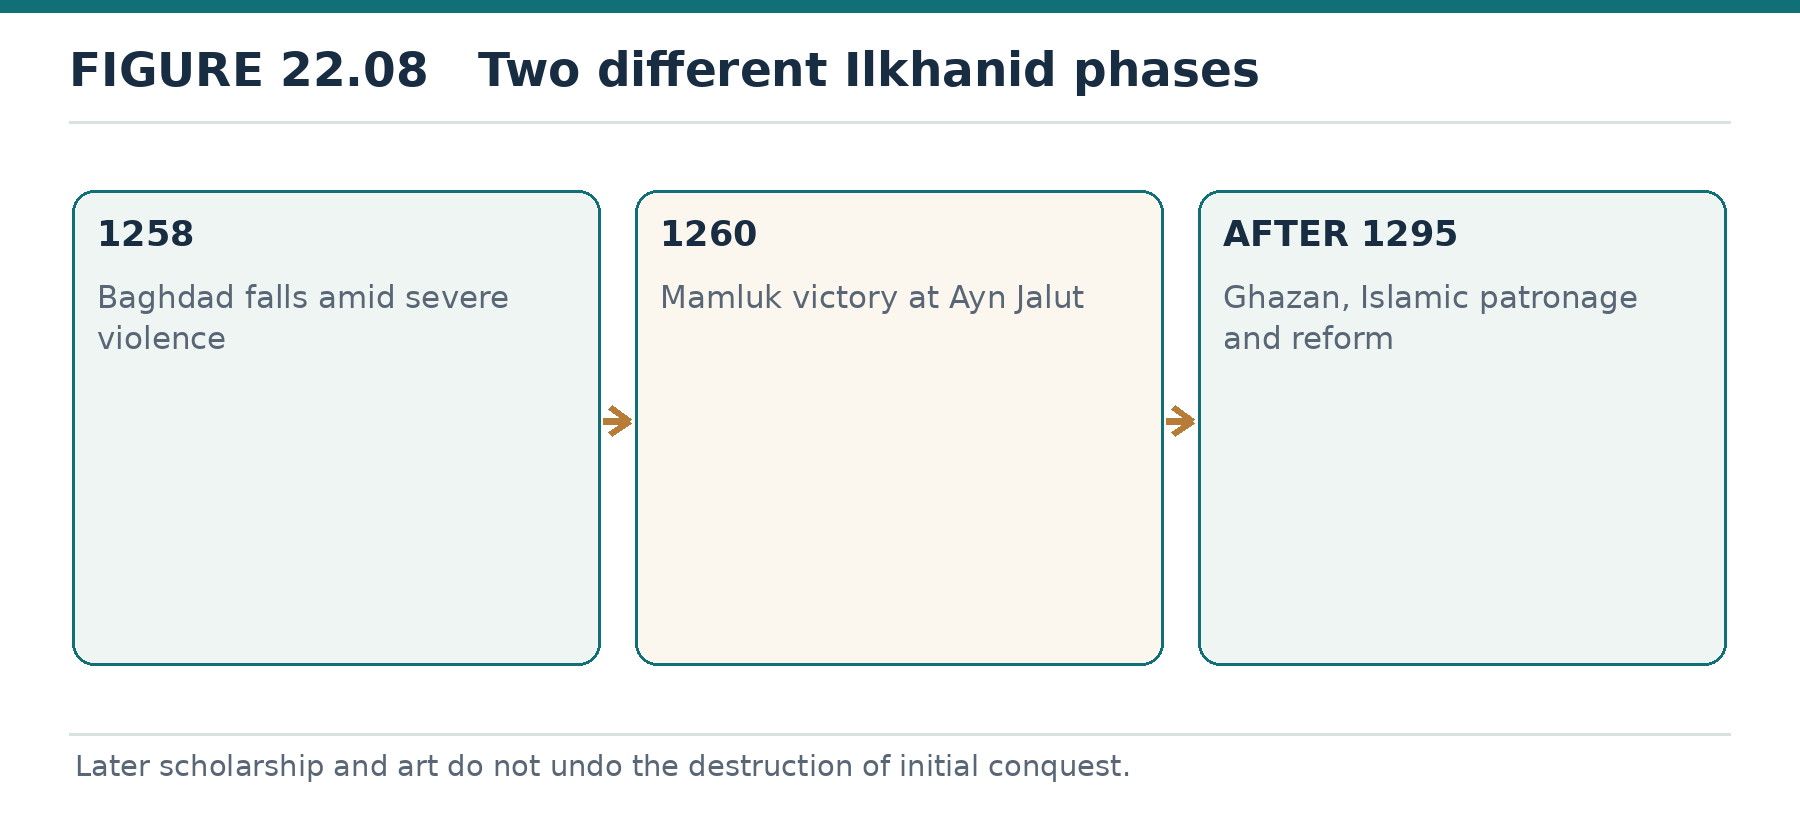 FIGURE 22.08 Two different Ilkhanid phases
1258
Baghdad falls amid severe
violence
1260
Mamluk victory at Ayn Jalut
AFTER 1295
Ghazan, Islamic patronage
and reform
Later scholarship and art do not undo the destruction of initial conquest.